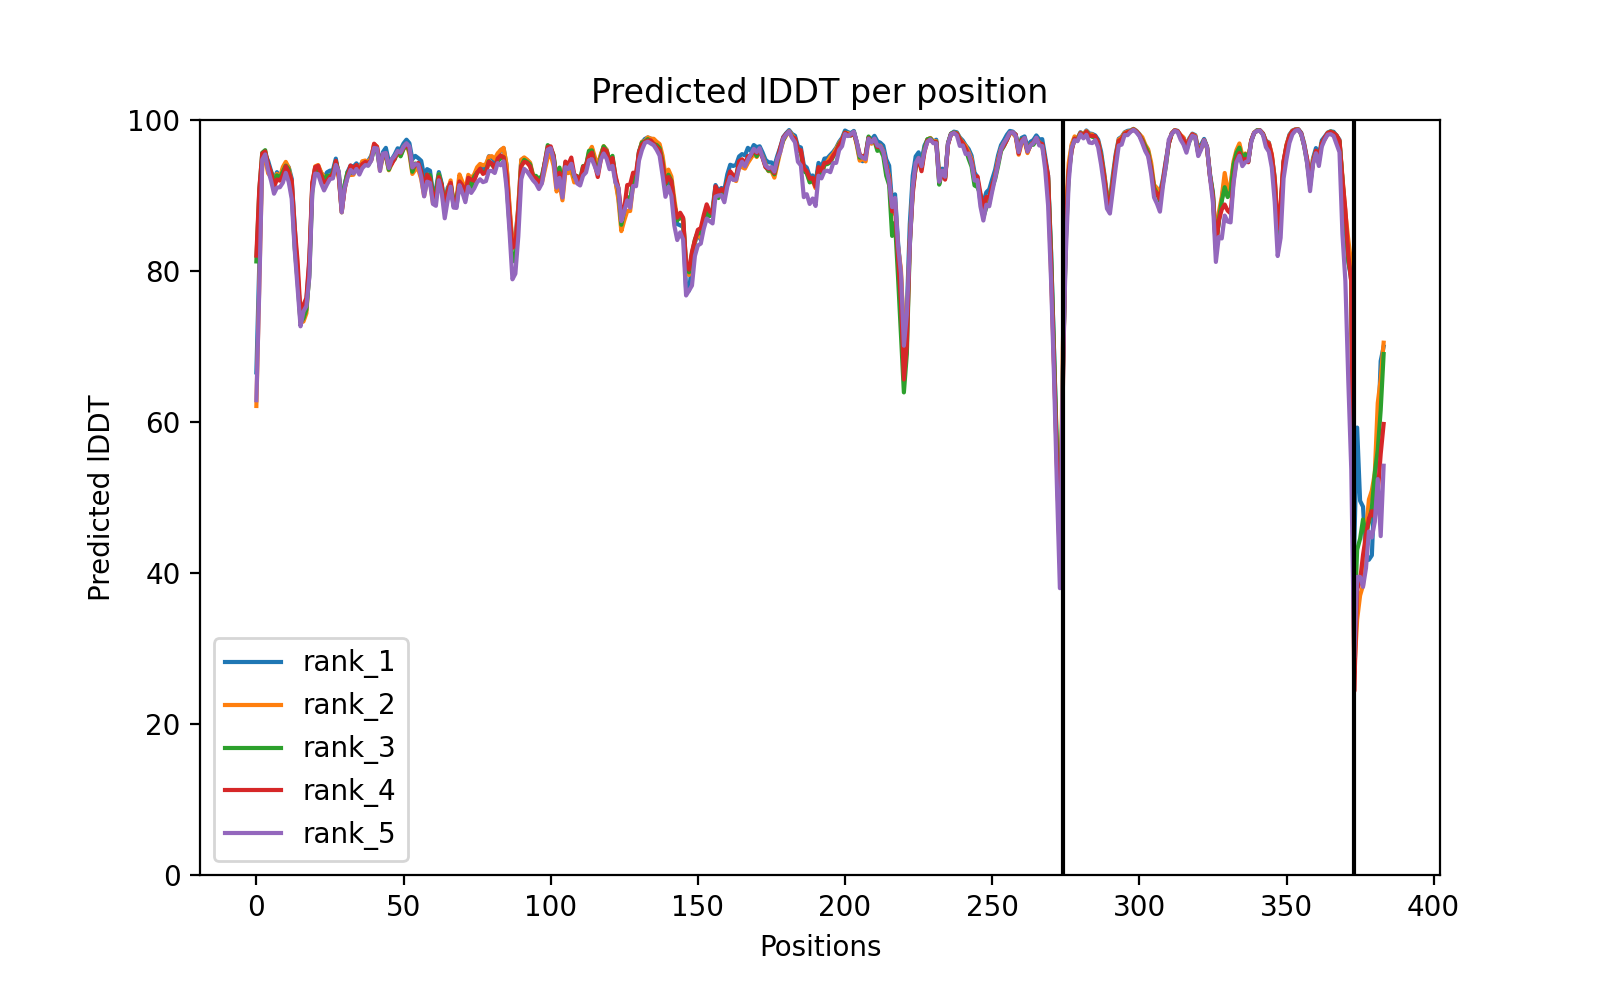 Predicted lDDT per position
Predicted lDDT
100
80
60
40
20
0
rank_1
rank_2
rank_3
rank_4
rank_5
0 50 100 150 200 250 300 350 400
Positions